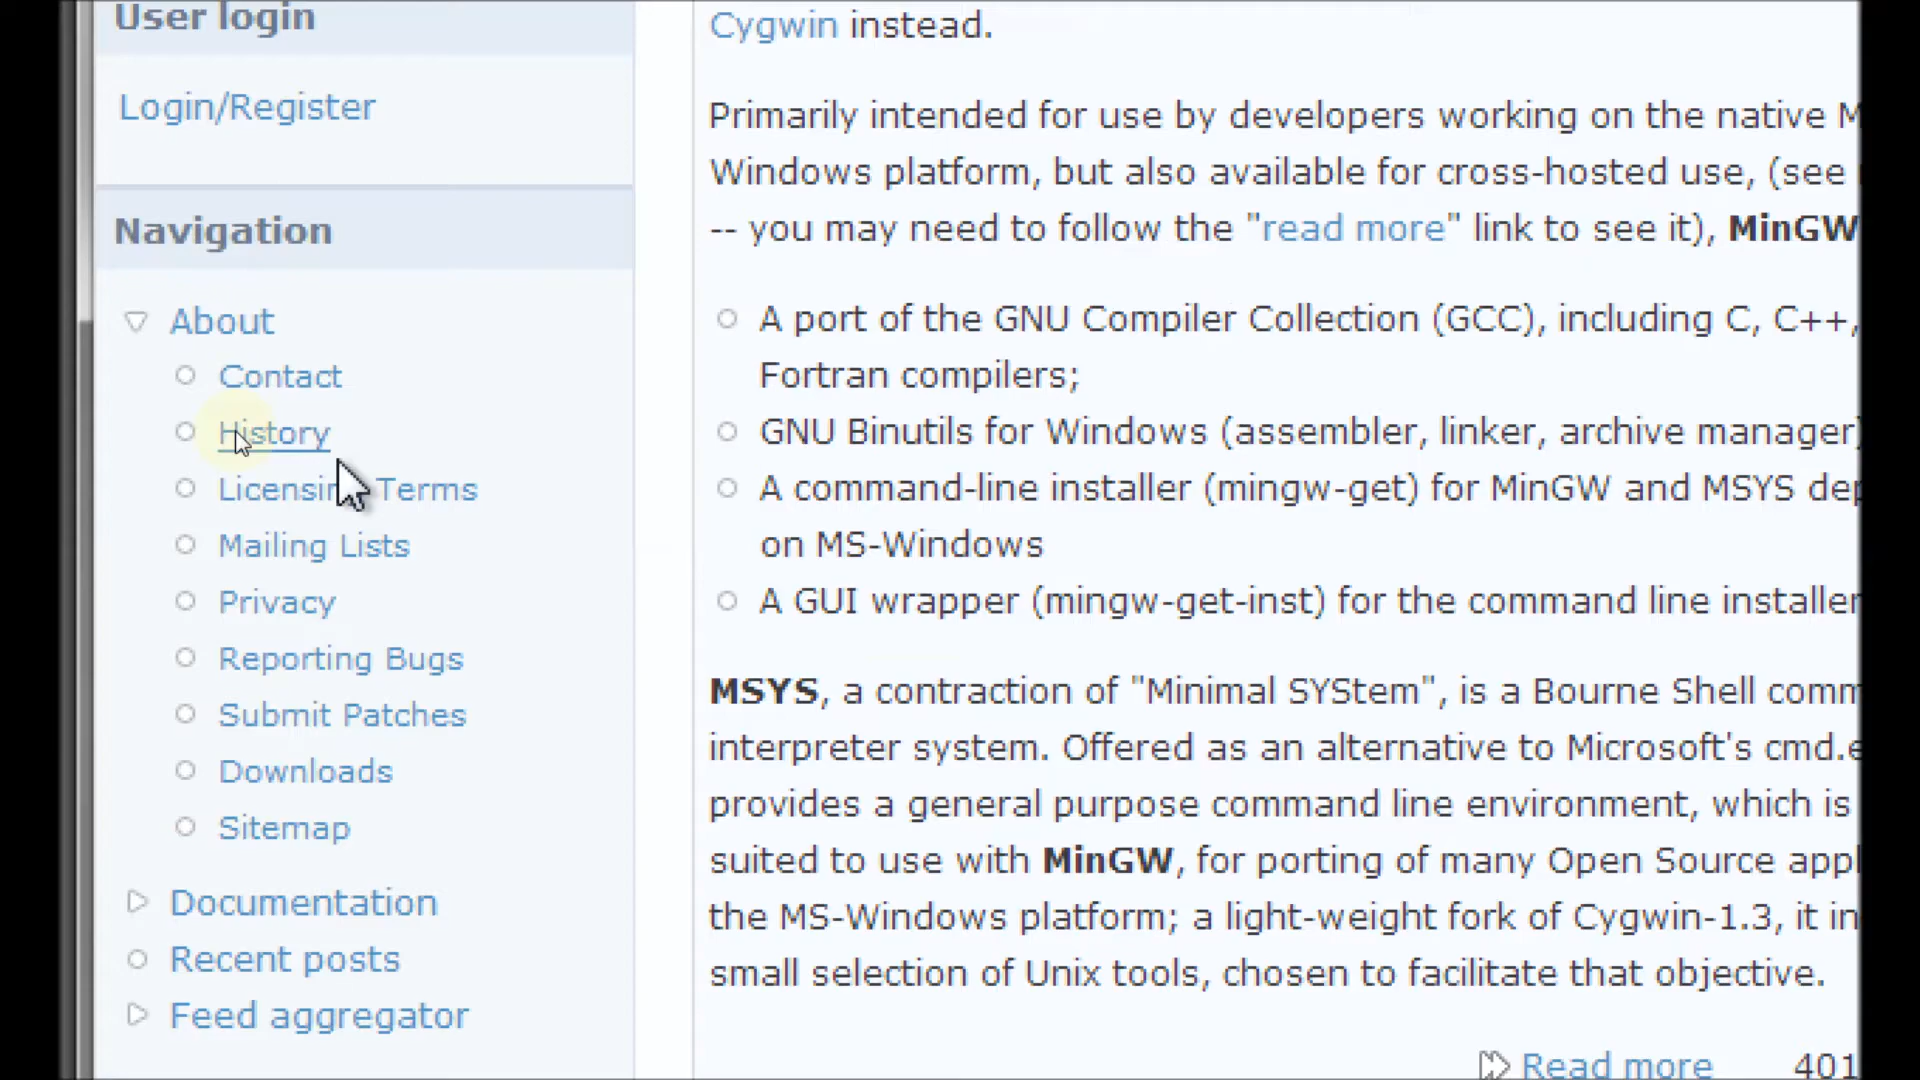 User login
Login/Register
Navigation
About
Contact
History
Licensing Terms
Mailing Lists
Privacy
Reporting Bugs
Submit Patches
Downloads
Sitemap
Documentation
Recent posts
Feed aggregator
Cygwin instead.
Primarily intended for use by developers working on the native M
Windows platform, but also available for cross-hosted use, (see
-- you may need to follow the "read more" link to see it), MinGW
A port of the GNU Compiler Collection (GCC), including C, C++,
Fortran compilers;
GNU Binutils for Windows (assembler, linker, archive manager)
A command-line installer (mingw-get) for MinGW and MSYS dep
on MS-Windows
A GUI wrapper (mingw-get-inst) for the command line installer
MSYS, a contraction of "Minimal SYStem", is a Bourne Shell comm
interpreter system. Offered as an alternative to Microsoft's cmd.e
provides a general purpose command line environment, which is
suited to use with MinGW, for porting of many Open Source appl
the MS-Windows platform; a light-weight fork of Cygwin-1.3, it in
small selection of Unix tools, chosen to facilitate that objective.
Read more 401